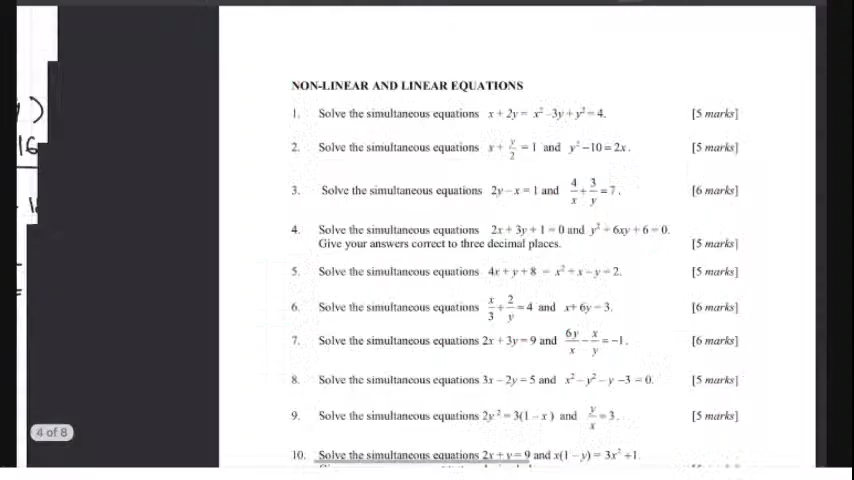 )
16
NON-LINEAR AND LINEAR EQUATIONS
1. Solve the simultaneous equations x + 2y = x² –3y + y² = 4. [5 marks]
2. Solve the simultaneous equations x + y/2 = 1 and y² – 10 = 2x. [5 marks]
3. Solve the simultaneous equations 2y – x = 1 and 4/x + 3/y = 7. [6 marks]
4. Solve the simultaneous equations 2x + 3y + 1 = 0 and y² + 6xy + 6 = 0.
Give your answers correct to three decimal places. [5 marks]
5. Solve the simultaneous equations 4x + y + 8 = x² + x – y = 2. [5 marks]
6. Solve the simultaneous equations x/3 + 2/y = 4 and x + 6y = 3. [6 marks]
7. Solve the simultaneous equations 2x + 3y = 9 and 6y/x – x/y = –1. [6 marks]
8. Solve the simultaneous equations 3x – 2y = 5 and x² – y² – y – 3 = 0. [5 marks]
9. Solve the simultaneous equations 2y² = 3(1 – x) and y/x = 3. [5 marks]
4 of 8
10. Solve the simultaneous equations 2x + y = 9 and x(1 – y) = 3x² + 1.